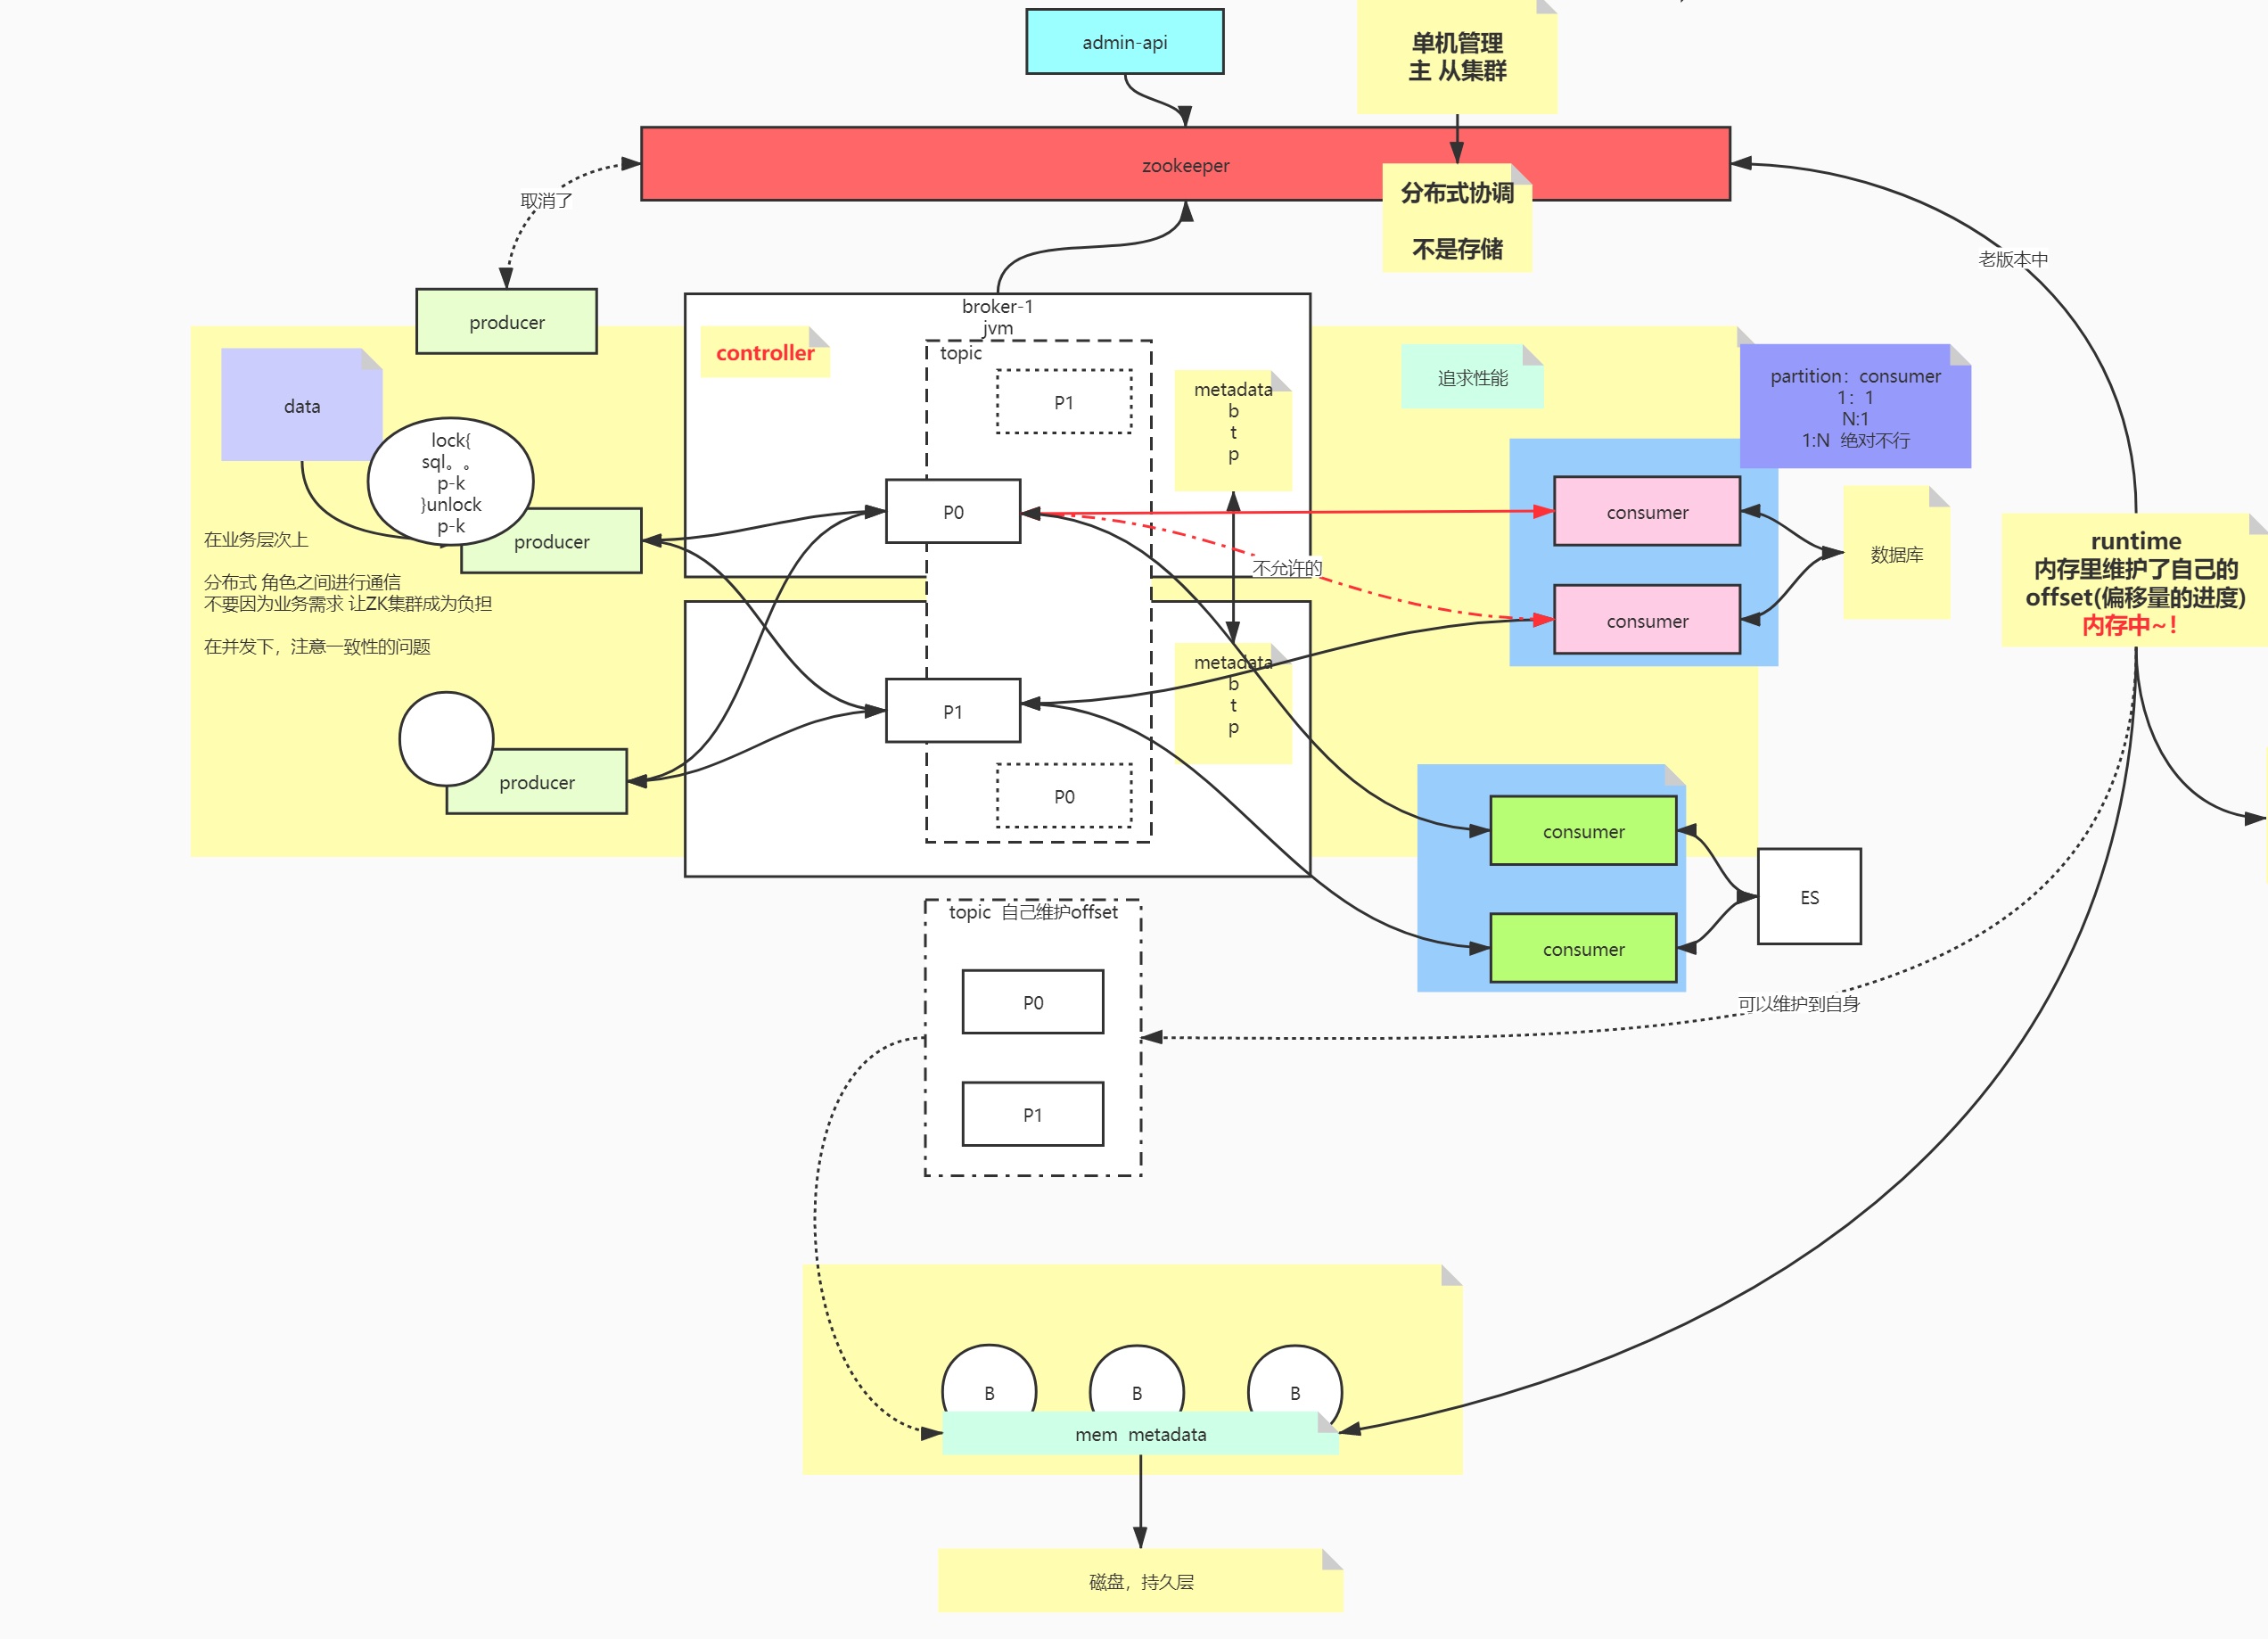 admin-api
单机管理
主 从集群
zookeeper
分布式协调
不是存储
取消了
老版本中
producer
broker-1
jvm
controller
topic
P1
metadata
b
t
p
追求性能
partition：consumer
1：1
N:1
1:N 绝对不行
data
lock{
sql。。
p-k
}unlock
p-k
producer
P0
consumer
不允许的
consumer
数据库
runtime
内存里维护了自己的
offset(偏移量的进度)
内存中~！
在业务层次上
分布式 角色之间进行通信
不要因为业务需求 让ZK集群成为负担
在并发下，注意一致性的问题
P1
metadata
b
t
p
producer
P0
consumer
consumer
ES
topic 自己维护offset
P0
P1
可以维护到自身
B
B
B
mem metadata
磁盘，持久层